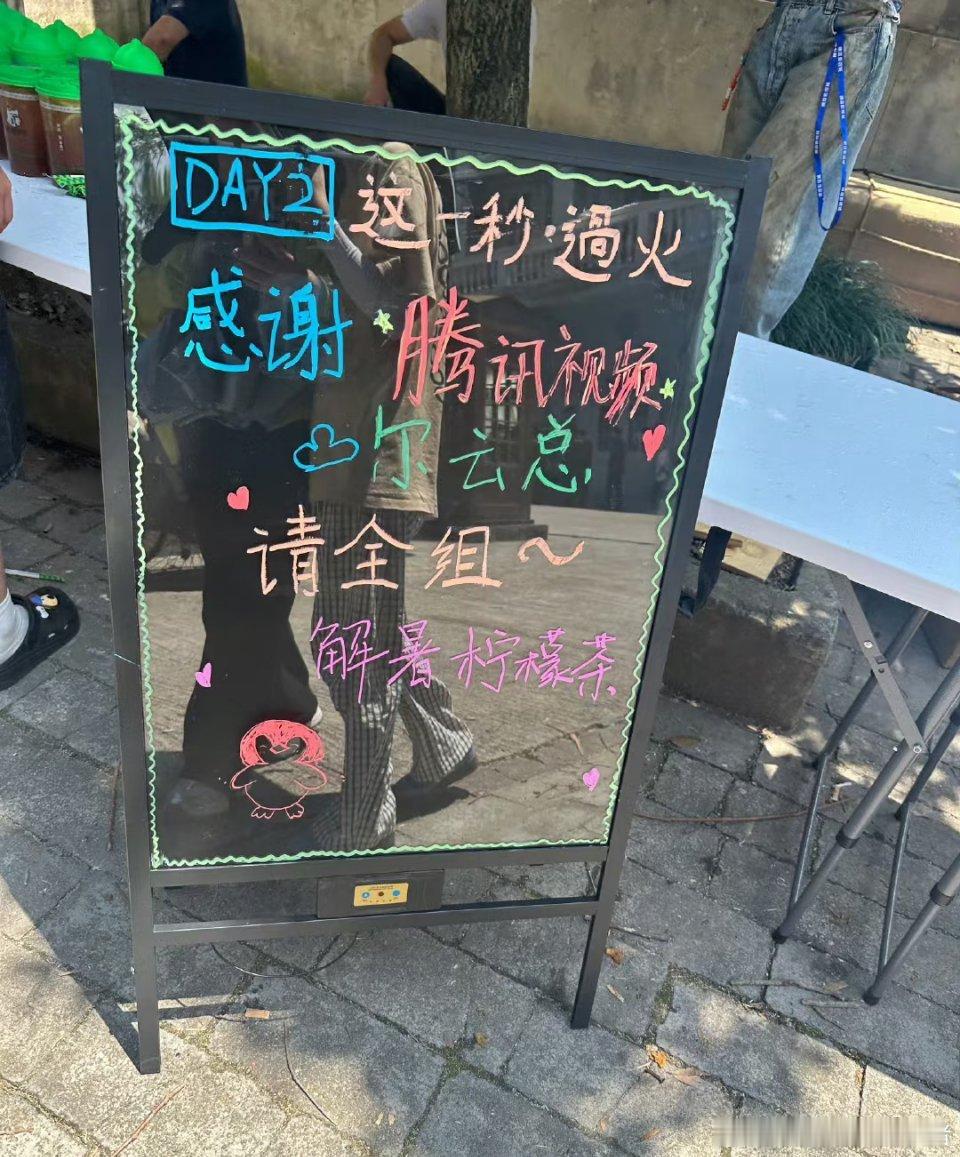 DAY2 这一秒·過火
感谢腾讯视频
尔云总
请全组~
解暑柠檬茶